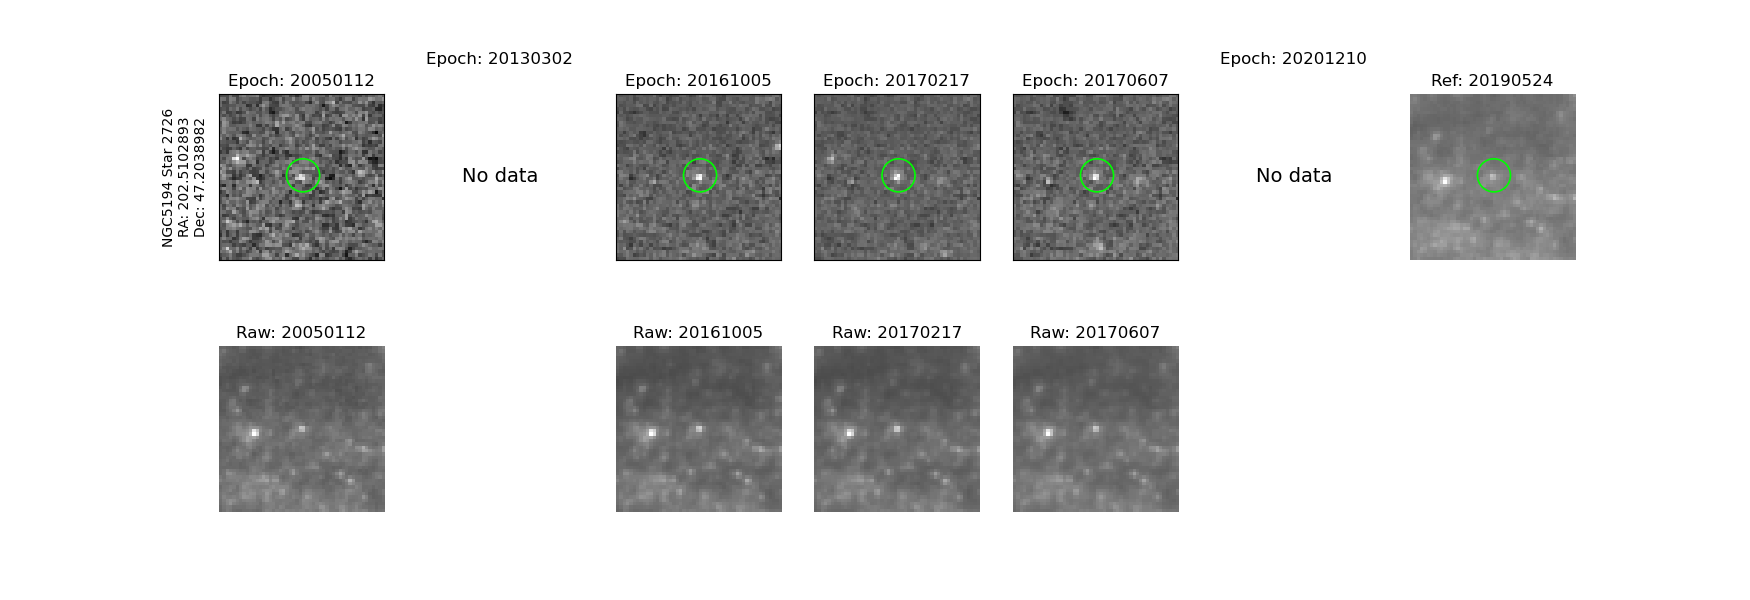 Epoch: 20050112
Epoch: 20130302
Epoch: 20161005
Epoch: 20170217
Epoch: 20170607
Epoch: 20201210
Ref: 20190524
NGC5194 Star 2726
RA: 202.5102893
Dec: 47.2038982
No data
No data
Raw: 20050112
Raw: 20161005
Raw: 20170217
Raw: 20170607